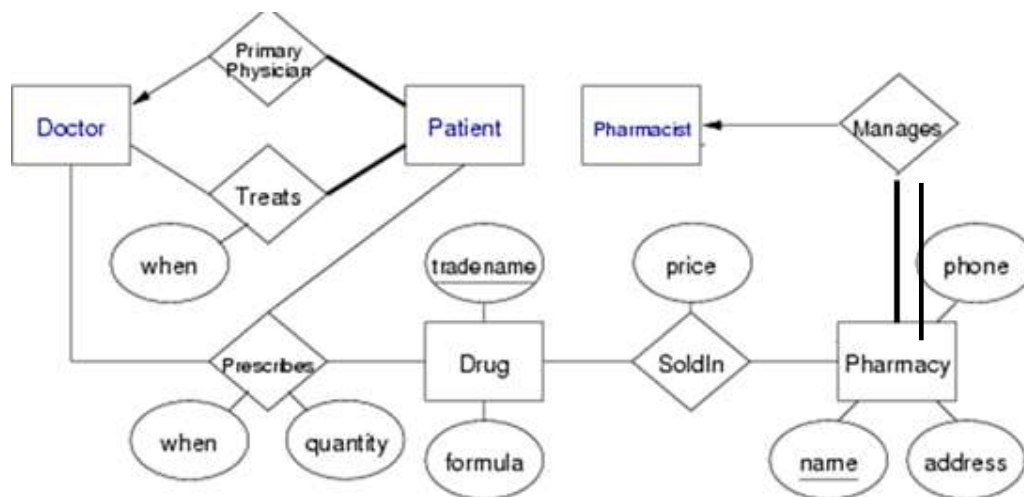 Primary
Physician
Doctor
Patient
Pharmacist
Manages
Treats
when
tradename
price
phone
Prescribes
Drug
SoldIn
Pharmacy
when
quantity
formula
name
address